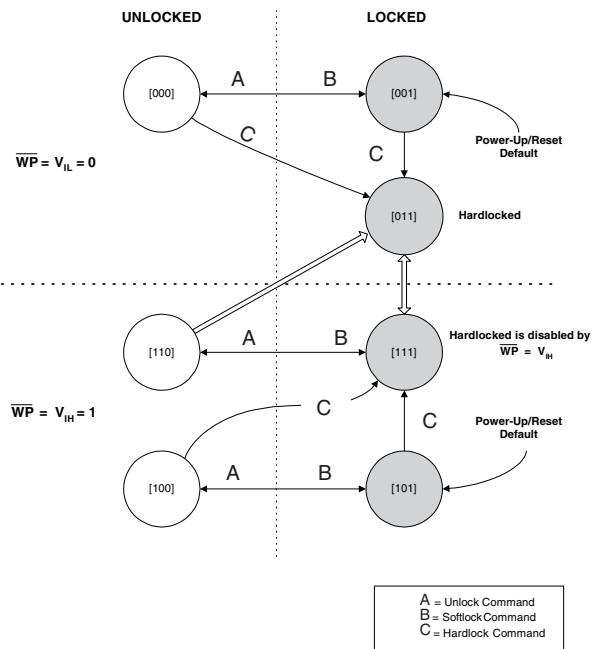 UNLOCKED LOCKED
[000] A B [001]
C C Power-Up/Reset
Default
WP = VIL = 0
[011] Hardlocked
[110] A B [111] Hardlocked is disabled by
WP = VIH
WP = VIH = 1
C C Power-Up/Reset
Default
[100] A B [101]
A = Unlock Command
B = Softlock Command
C = Hardlock Command